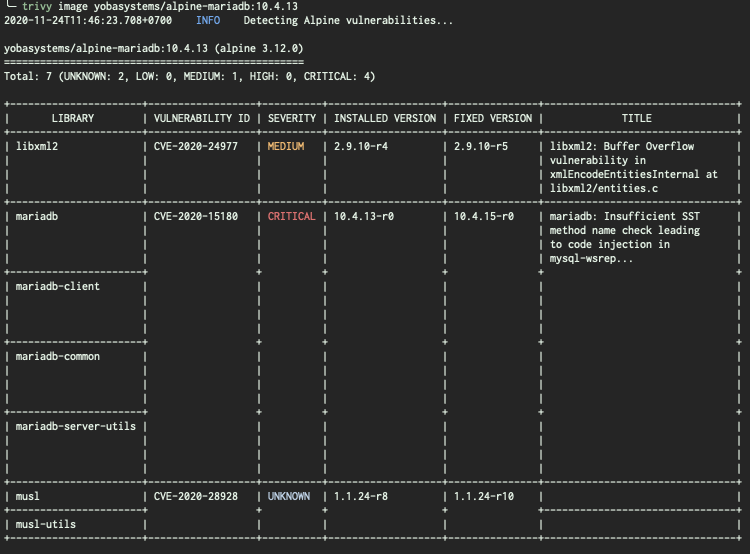 ╰─ trivy image yobasystems/alpine-mariadb:10.4.13
2020-11-24T11:46:23.708+0700 INFO Detecting Alpine vulnerabilities...
yobasystems/alpine-mariadb:10.4.13 (alpine 3.12.0)
==================================================
Total: 7 (UNKNOWN: 2, LOW: 0, MEDIUM: 1, HIGH: 0, CRITICAL: 4)
LIBRARY | VULNERABILITY ID | SEVERITY | INSTALLED VERSION | FIXED VERSION | TITLE
libxml2 | CVE-2020-24977 | MEDIUM | 2.9.10-r4 | 2.9.10-r5 | libxml2: Buffer Overflow
vulnerability in
xmlEncodeEntitiesInternal at
libxml2/entities.c
mariadb | CVE-2020-15180 | CRITICAL | 10.4.13-r0 | 10.4.15-r0 | mariadb: Insufficient SST
method name check leading
to code injection in
mysql-wsrep...
mariadb-client
mariadb-common
mariadb-server-utils
musl | CVE-2020-28928 | UNKNOWN | 1.1.24-r8 | 1.1.24-r10
musl-utils